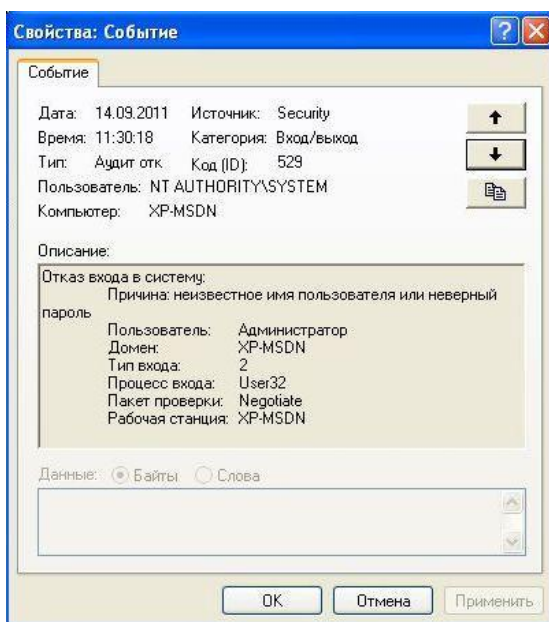 Свойства: Событие
Событие
Дата: 14.09.2011 Источник: Security
Время: 11:30:18 Категория: Вход/выход
Тип: Аудит отк Код (ID): 529
Пользователь: NT AUTHORITY\SYSTEM
Компьютер: XP-MSDN
Описание:
Отказ входа в систему:
Причина: неизвестное имя пользователя или неверный
пароль
Пользователь: Администратор
Домен: XP-MSDN
Тип входа: 2
Процесс входа: User32
Пакет проверки: Negotiate
Рабочая станция: XP-MSDN
Данные: Байты Слова
ОК Отмена Применить